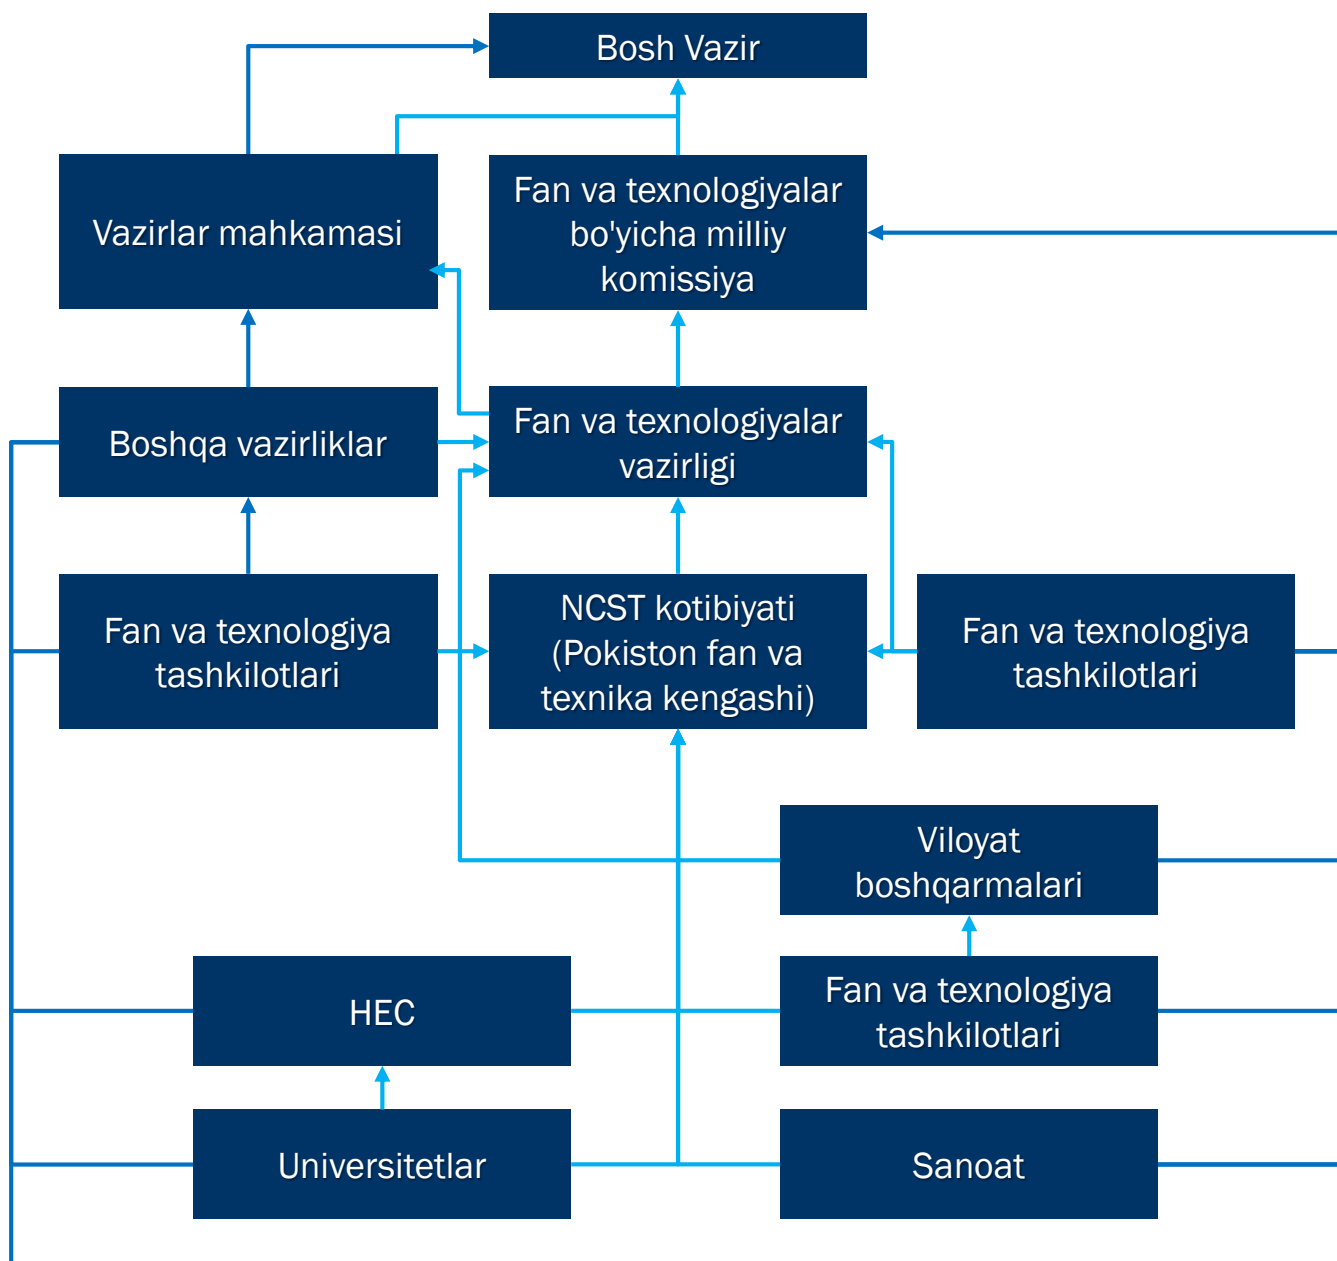 Bosh Vazir
Vazirlar mahkamasi
Fan va texnologiyalar
bo'yicha milliy
komissiya
Boshqa vazirliklar
Fan va texnologiyalar
vazirligi
Fan va texnologiya
tashkilotlari
NCST kotibiyati
(Pokiston fan va
texnika kengashi)
Fan va texnologiya
tashkilotlari
Viloyat
boshqarmalari
HEC
Fan va texnologiya
tashkilotlari
Universitetlar
Sanoat